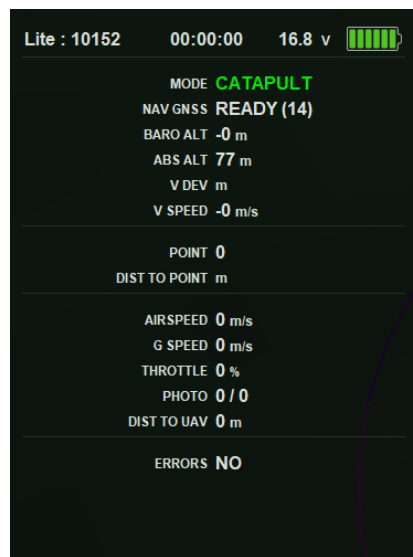 Lite : 10152 00:00:00 16.8 v
MODE CATAPULT
NAV GNSS READY (14)
BARO ALT -0 m
ABS ALT 77 m
V DEV m
V SPEED -0 m/s
POINT 0
DIST TO POINT m
AIRSPEED 0 m/s
G SPEED 0 m/s
THROTTLE 0 %
PHOTO 0 / 0
DIST TO UAV 0 m
ERRORS NO